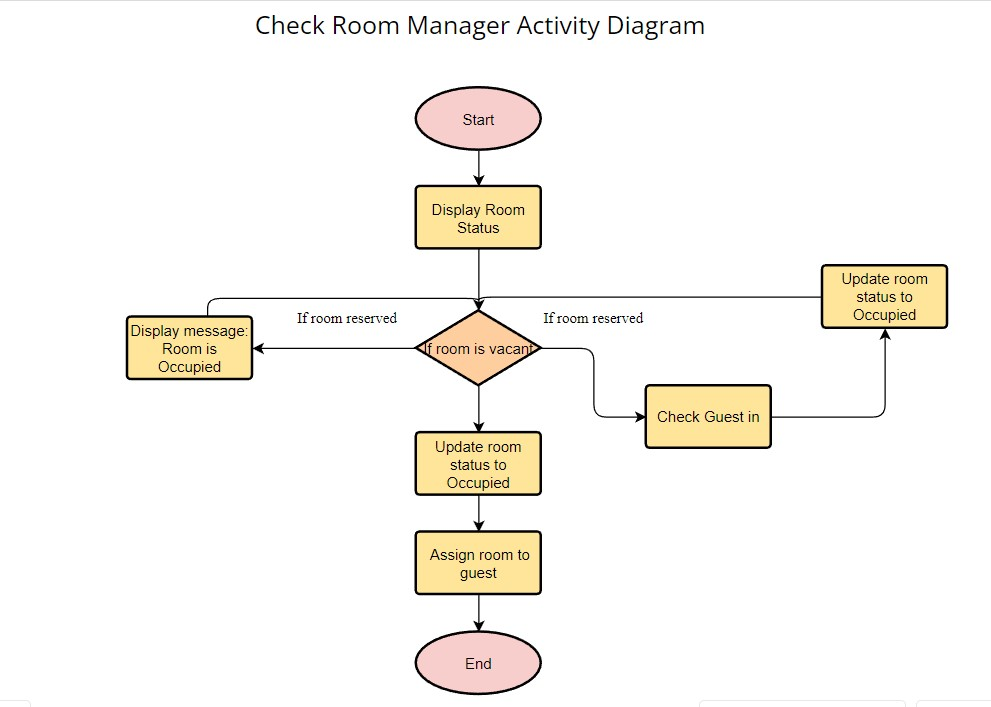 Check Room Manager Activity Diagram
Start
Display Room
Status
Update room
status to
Occupied
If room reserved
If room reserved
Display message:
Room is
Occupied
If room is vacant
Check Guest in
Update room
status to
Occupied
Assign room to
guest
End